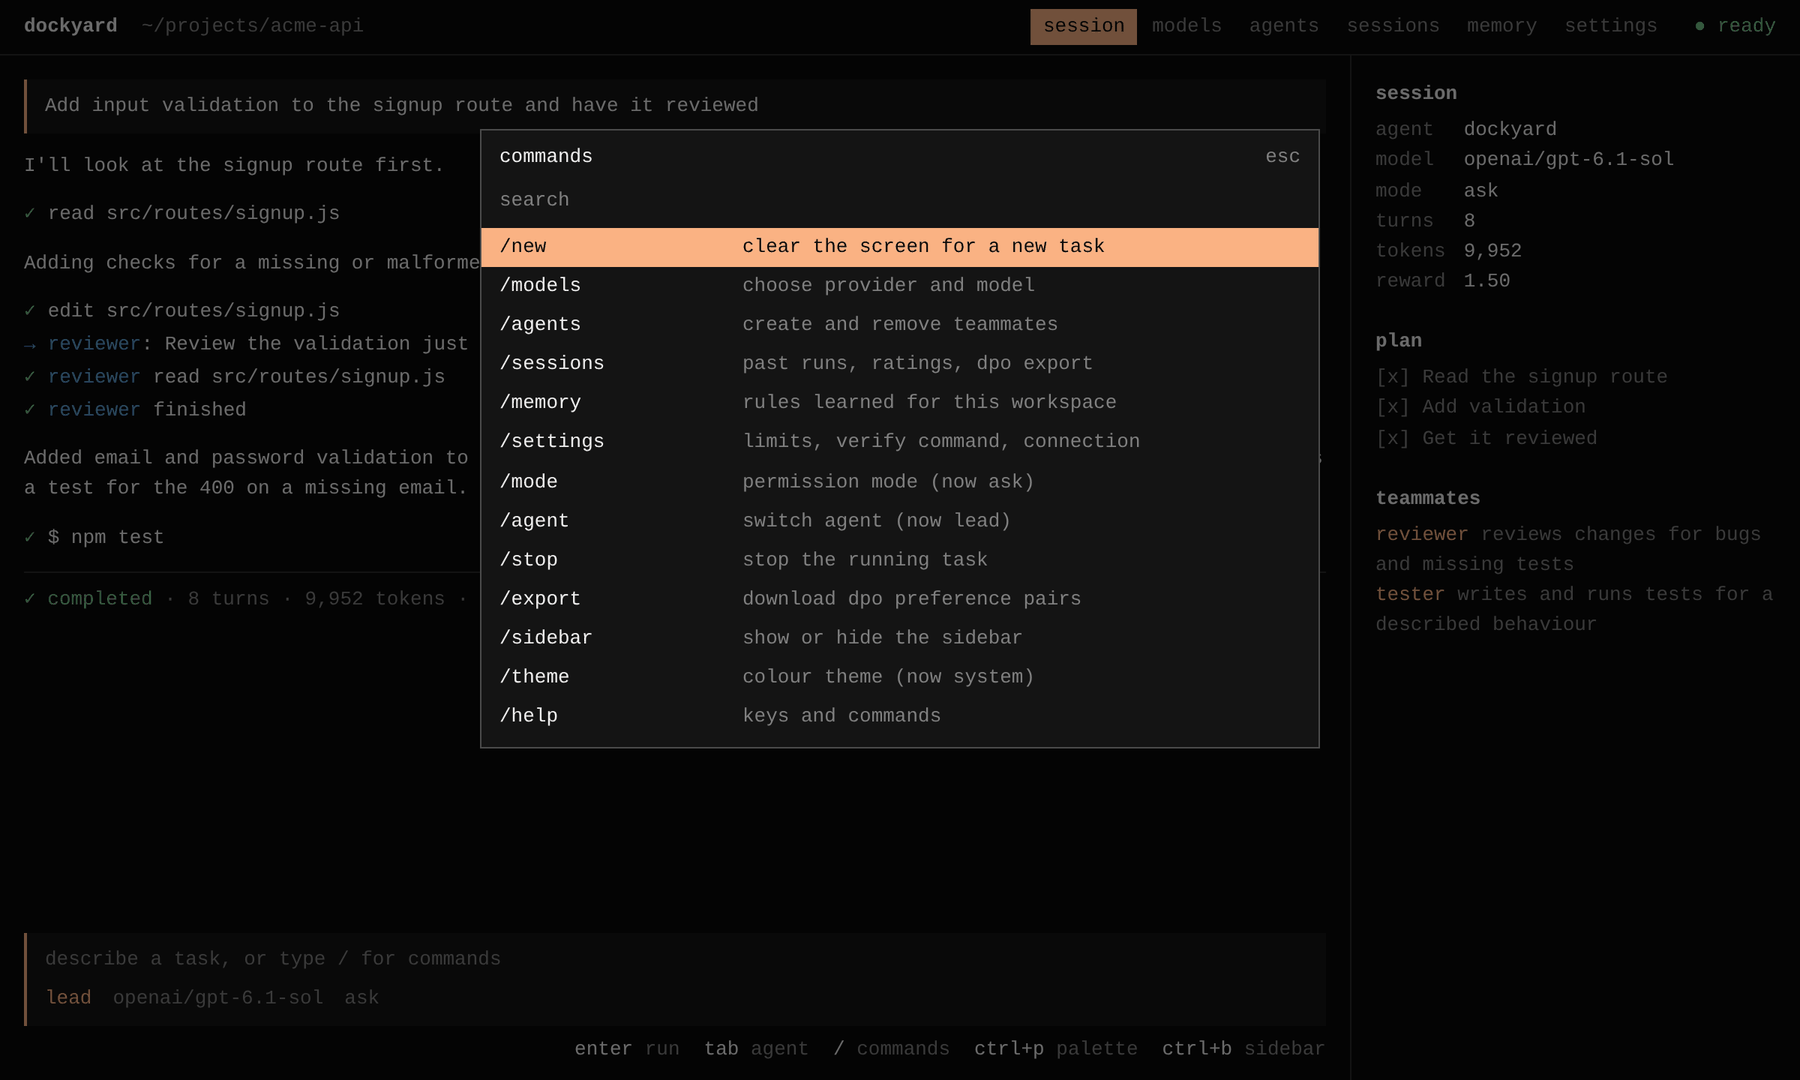 dockyard ~/projects/acme-api session models agents sessions memory settings ● ready
Add input validation to the signup route and have it reviewed
I'll look at the signup route first.
✓ read src/routes/signup.js
Adding checks for a missing or malforme
✓ edit src/routes/signup.js
→ reviewer: Review the validation just
✓ reviewer read src/routes/signup.js
✓ reviewer finished
Added email and password validation to
a test for the 400 on a missing email.
✓ $ npm test
✓ completed · 8 turns · 9,952 tokens ·
commands esc
search
/new clear the screen for a new task
/models choose provider and model
/agents create and remove teammates
/sessions past runs, ratings, dpo export
/memory rules learned for this workspace
/settings limits, verify command, connection
/mode permission mode (now ask)
/agent switch agent (now lead)
/stop stop the running task
/export download dpo preference pairs
/sidebar show or hide the sidebar
/theme colour theme (now system)
/help keys and commands
session
agent dockyard
model openai/gpt-6.1-sol
mode ask
turns 8
tokens 9,952
reward 1.50
plan
[x] Read the signup route
[x] Add validation
[x] Get it reviewed
teammates
reviewer reviews changes for bugs
and missing tests
tester writes and runs tests for a
described behaviour
describe a task, or type / for commands
lead openai/gpt-6.1-sol ask
enter run tab agent / commands ctrl+p palette ctrl+b sidebar